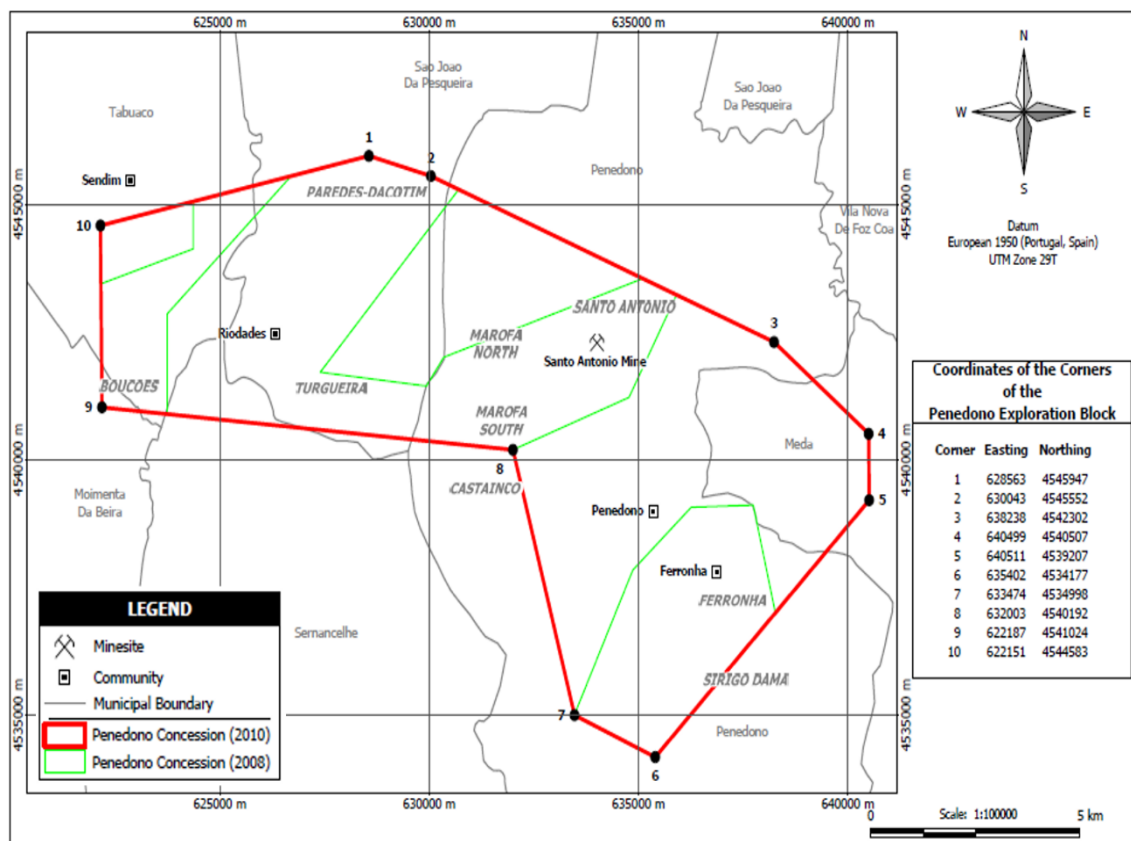 625000 m
630000 m
635000 m
640000 m
Sao Joao
Da Pesqueira
Sao Joao
Da Pesqueira
Tabuaco
1
2
Penedono
Sendim
PAREDES-DACOTIM
10
4545000 m
4545000 m
Vila Nova
De Foz Coa
SANTO ANTONIO
3
Riodades
MAROFA
NORTH
Santo Antonio Mine
BOUCOES
TURGUEIRA
9
MAROFA
SOUTH
4
Meda
8
4540000 m
4540000 m
CASTAINCO
5
Moimenta
Da Beira
Penedono
Ferronha
FERRONHA
Sernancelhe
SIRIGO DAMA
7
Penedono
4535000 m
4535000 m
6
625000 m
630000 m
635000 m
640000 m
LEGEND
Minesite
Community
Municipal Boundary
Penedono Concession (2010)
Penedono Concession (2008)
N
W
E
S
Datum
European 1950 (Portugal, Spain)
UTM Zone 29T
Coordinates of the Corners
of the
Penedono Exploration Block
Corner Easting Northing
1 628563 4545947
2 630043 4545552
3 638238 4542302
4 640499 4540507
5 640511 4539207
6 635402 4534177
7 633474 4534998
8 632003 4540192
9 622187 4541024
10 622151 4544583
0 Scale: 1:100000 5 km